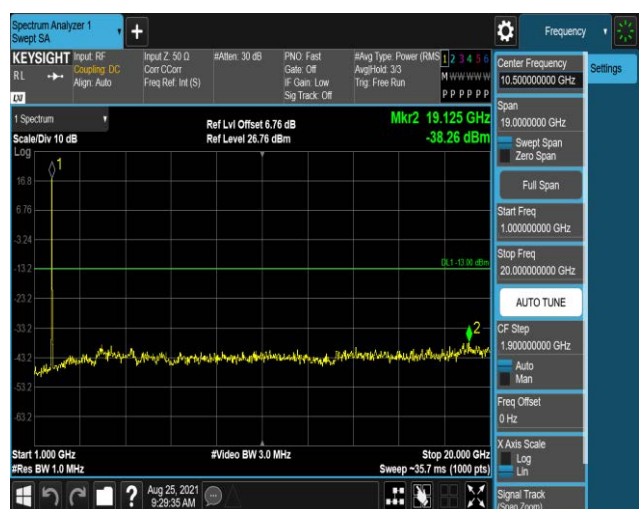 Spectrum Analyzer 1
Swept SA
+
Frequency
KEYSIGHT
RL
LXI
Input: RF
Coupling: DC
Align: Auto
Input Z: 50 Ω
Corr CCorr
Freq Ref: Int (S)
#Atten: 30 dB
PNO: Fast
Gate: Off
IF Gain: Low
Sig Track: Off
#Avg Type: Power (RMS
Avg|Hold: 3/3
Trig: Free Run
1 2 3 4 5 6
M W W W W W
P P P P P P
Center Frequency
10.500000000 GHz
Settings
Span
19.0000000 GHz
Swept Span
Zero Span
Full Span
Start Freq
1.000000000 GHz
Stop Freq
20.000000000 GHz
AUTO TUNE
CF Step
1.900000000 GHz
Auto
Man
Freq Offset
0 Hz
X Axis Scale
Log
Lin
Signal Track
(Span Zoom)
1 Spectrum
Scale/Div 10 dB
Log
Ref Lvl Offset 6.76 dB
Ref Level 26.76 dBm
Mkr2 19.125 GHz
-38.26 dBm
1
16.8
6.76
-3.24
-13.2
DL1 -13.00 dBm
-23.2
-33.2
2
-43.2
-53.2
-63.2
Start 1.000 GHz
#Video BW 3.0 MHz
Stop 20.000 GHz
#Res BW 1.0 MHz
Sweep ~35.7 ms (1000 pts)
?
Aug 25, 2021
9:29:35 AM